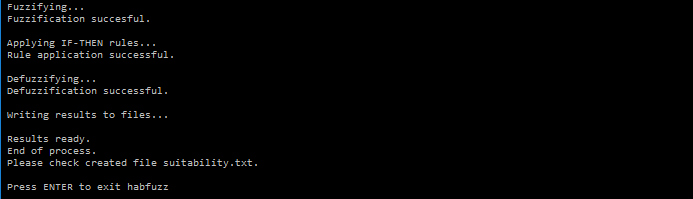 Fuzzifying...
Fuzzification succesful.
Applying IF-THEN rules...
Rule application successful.
Defuzzifying...
Defuzzification successful.
Writing results to files...
Results ready.
End of process.
Please check created file suitability.txt.
Press ENTER to exit habfuzz